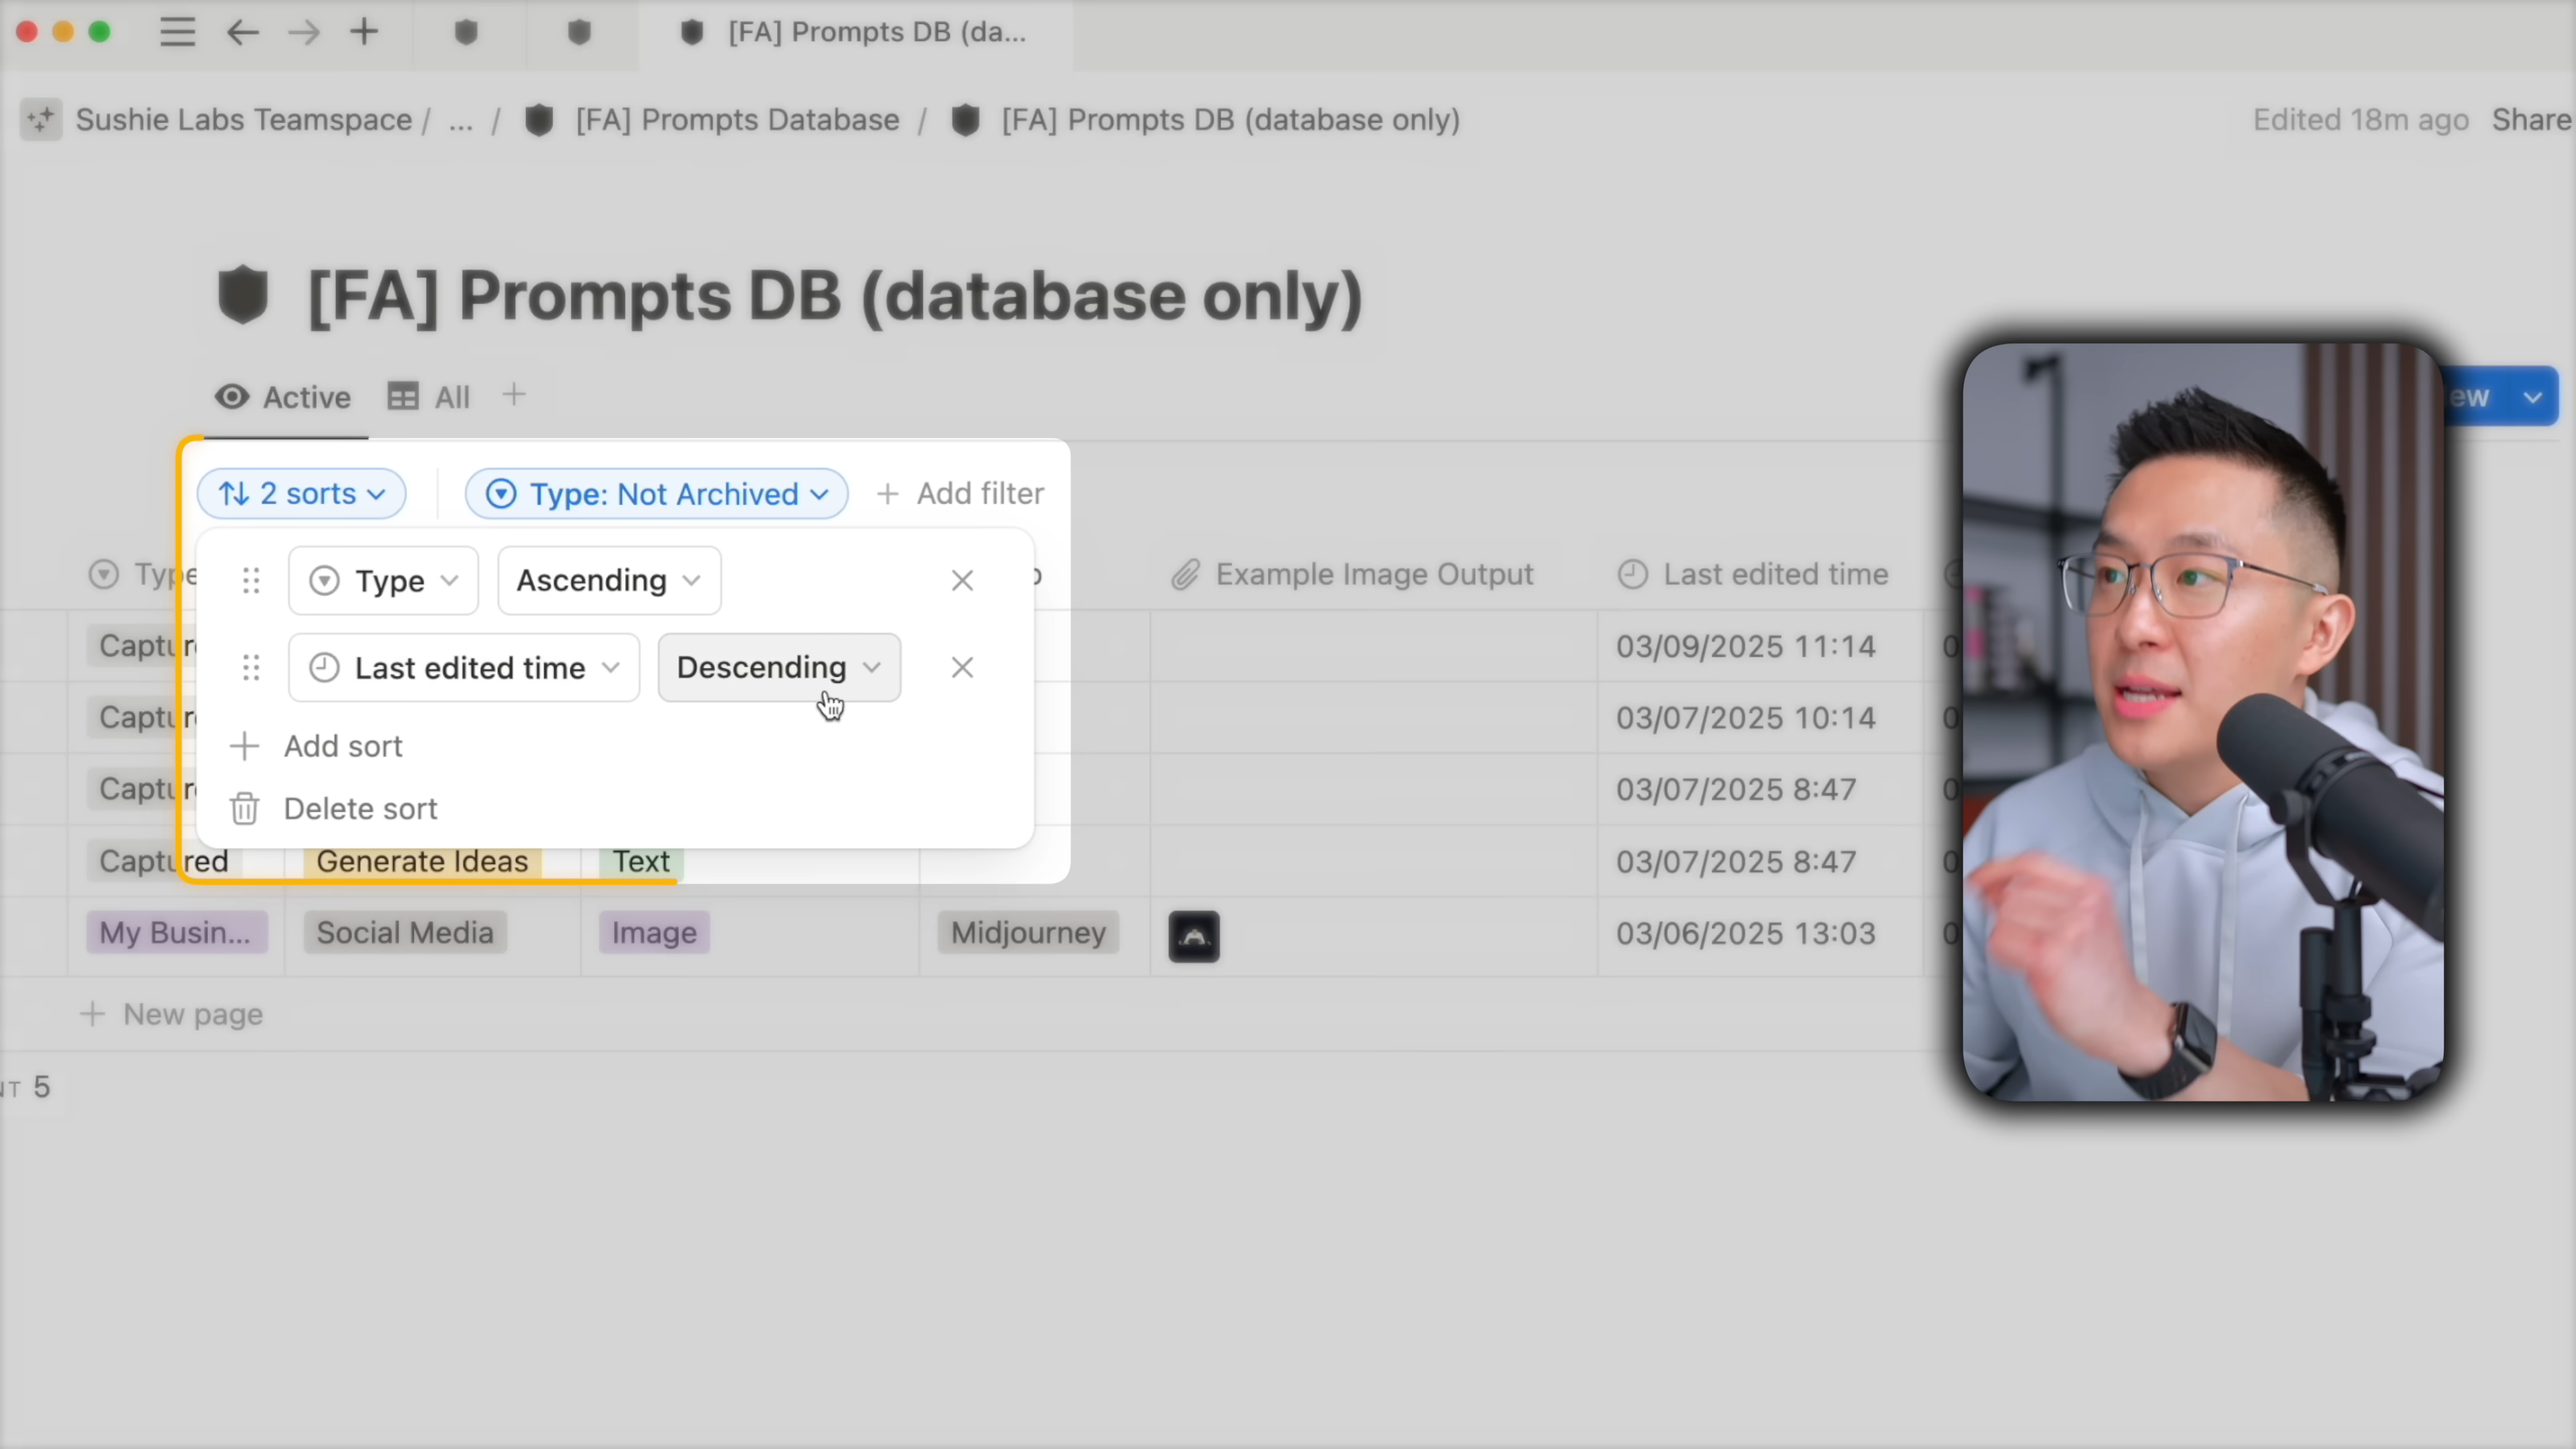 [FA] Prompts DB (da...
Sushie Labs Teamspace / ... / [FA] Prompts Database / [FA] Prompts DB (database only)
Edited 18m ago Share
[FA] Prompts DB (database only)
Active All
ew
2 sorts Type: Not Archived + Add filter
Type Example Image Output Last edited time
Type Ascending
Last edited time Descending
+ Add sort
Delete sort
03/09/2025 11:14
03/07/2025 10:14
03/07/2025 8:47
Captured Generate Ideas Text 03/07/2025 8:47
My Busin... Social Media Image Midjourney 03/06/2025 13:03
+ New page
NT 5